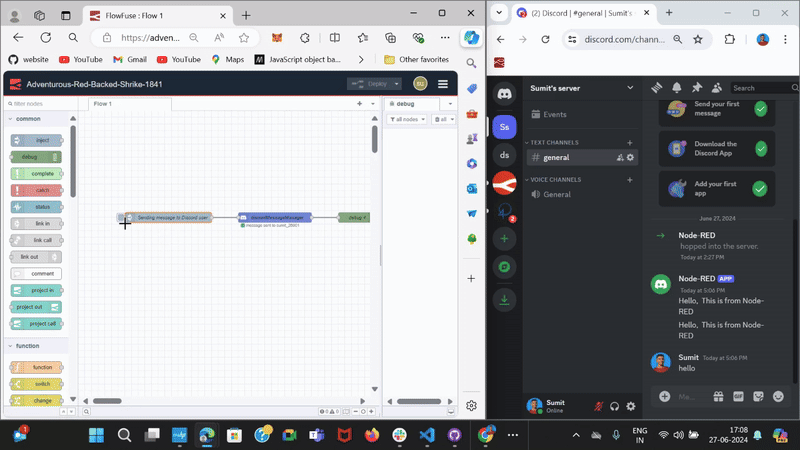 FlowFuse : Flow 1
https://adven...
website
YouTube
Gmail
YouTube
Maps
JavaScript object ba...
Other favorites
Adventurous-Red-Backed-Shrike-1841
Deploy
filter nodes
Flow 1
debug
all nodes
all
common
inject
debug
complete
catch
status
link in
link call
link out
comment
project in
project out
project call
function
function
switch
change
Sending message to Discord user
discordMessageManager
message sent to
debug 4
(2) Discord | #general | Sumit's
discord.com/chann...
Sumit's server
Search
Ss
ds
2
Events
TEXT CHANNELS
general
VOICE CHANNELS
General
Send your first
message
Download the
Discord App
Add your first
app
June 27, 2024
Node-RED
hopped into the server.
Today at 2:27 PM
Node-RED APP Today at 5:06 PM
Hello, This is from Node-
RED
Hello, This is from Node-
RED
Sumit Today at 5:06 PM
hello
Me...
GIF
Sumit
Online
1
ENG
IN
17:08
27-06-2024